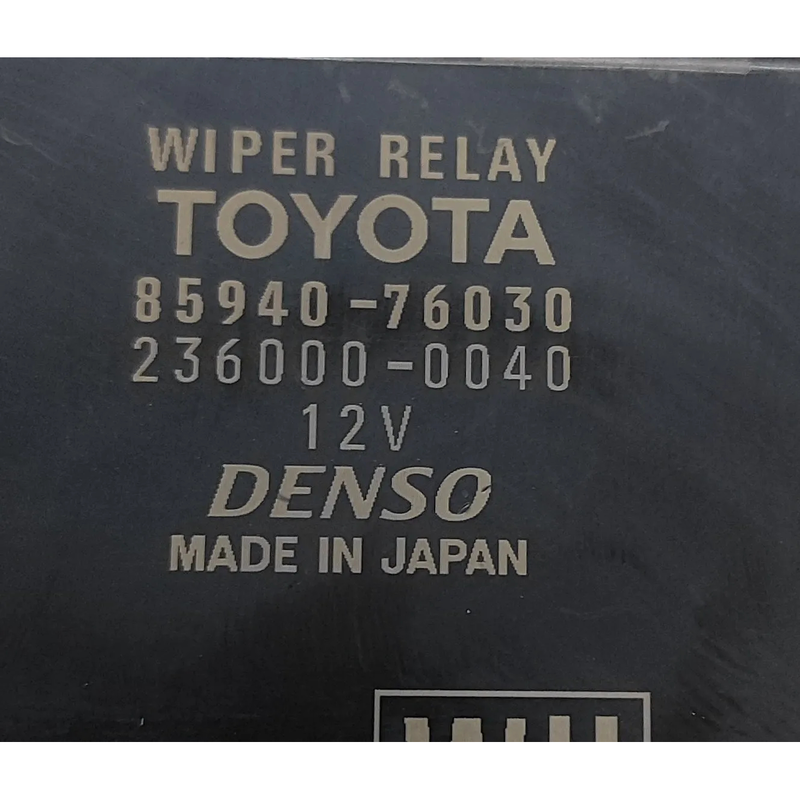 WIPER RELAY
TOYOTA
85940-76030
236000-0040
12V
DENSO
MADE IN JAPAN